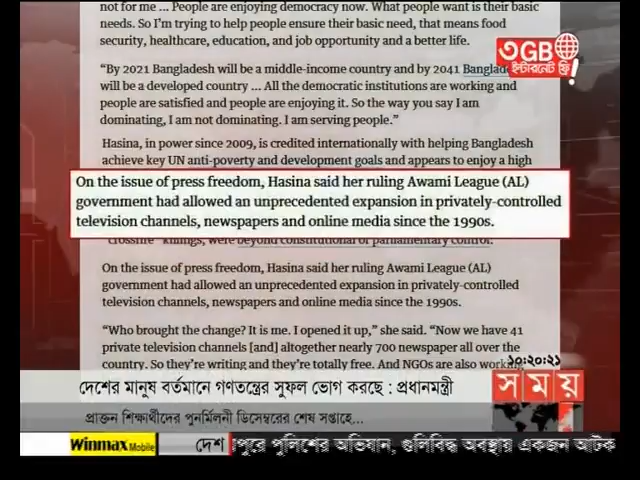 not for me ... People are enjoying democracy now. What people want is their basic
needs. So I'm trying to help people ensure their basic need, that means food
security, healthcare, education, and job opportunity and a better life.
৩GB
ইন্টারনেট ফ্রি!
"By 2021 Bangladesh will be a middle-income country and by 2041 Bangladesh
will be a developed country ... All the democratic institutions are working and
people are satisfied and people are enjoying it. So the way you say I am
dominating, I am not dominating. I am serving people."
Hasina, in power since 2009, is credited internationally with helping Bangladesh
achieve key UN anti-poverty and development goals and appears to enjoy a high
On the issue of press freedom, Hasina said her ruling Awami League (AL)
government had allowed an unprecedented expansion in privately-controlled
television channels, newspapers and online media since the 1990s.
"crossfire" killings, were beyond constitutional or parliamentary control.
On the issue of press freedom, Hasina said her ruling Awami League (AL)
government had allowed an unprecedented expansion in privately-controlled
television channels, newspapers and online media since the 1990s.
"Who brought the change? It is me. I opened it up," she said. "Now we have 41
private television channels [and] altogether nearly 700 newspaper all over the
country. So they're writing and they're totally free. And NGOs are also working
১০:২০:২১
দেশের মানুষ বর্তমানে গণতন্ত্রের সুফল ভোগ করছে : প্রধানমন্ত্রী
সময়
প্রাক্তন শিক্ষার্থীদের পুনর্মিলনী ডিসেম্বরের শেষ সপ্তাহে...
Winmax Mobile
দেশ
পুরে পুলিশের অভিযান, গুলিবিদ্ধ অবস্থায় একজন আটক